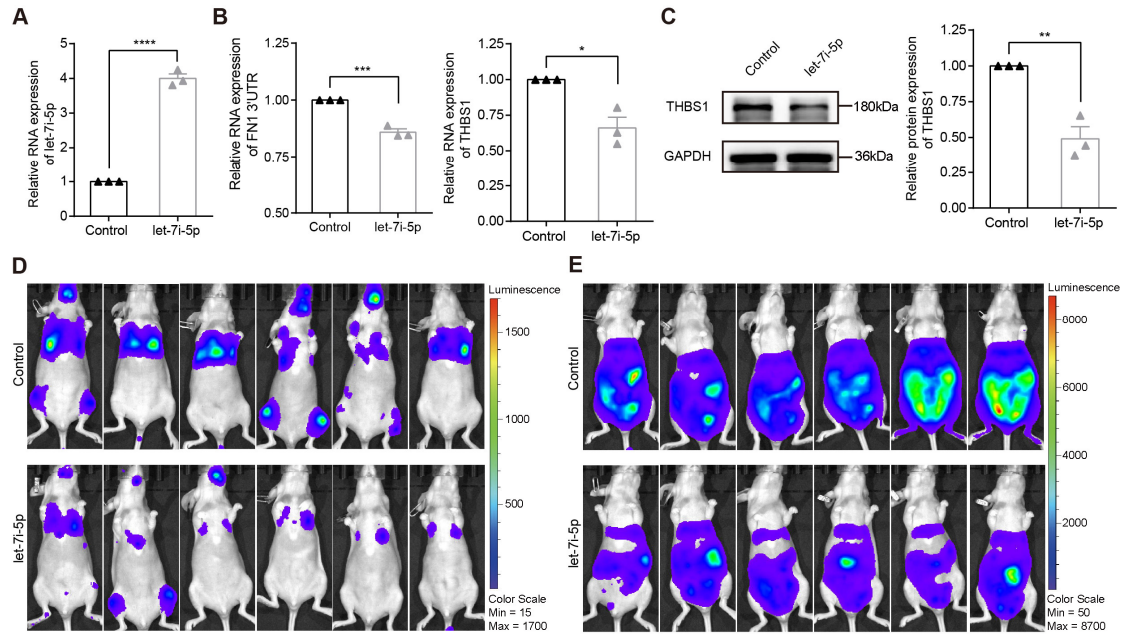 A
Relative RNA expression
of let-7i-5p
5
4
3
2
1
0
****
Control
let-7i-5p
B
Relative RNA expression
of FN1 3'UTR
1.25
1.00
0.75
0.50
***
Control
let-7i-5p
Relative RNA expression
of THBS1
1.25
1.00
0.75
0.50
0.25
0.00
*
Control
let-7i-5p
C
Control
let-7i-5p
THBS1
180kDa
GAPDH
36kDa
Relative protein expression
of THBS1
1.25
1.00
0.75
0.50
0.25
0.00
**
Control
let-7i-5p
D
Control
let-7i-5p
Luminescence
1500
1000
500
Color Scale
Min = 15
Max = 1700
E
Control
let-7i-5p
Luminescence
8000
6000
4000
2000
Color Scale
Min = 50
Max = 8700